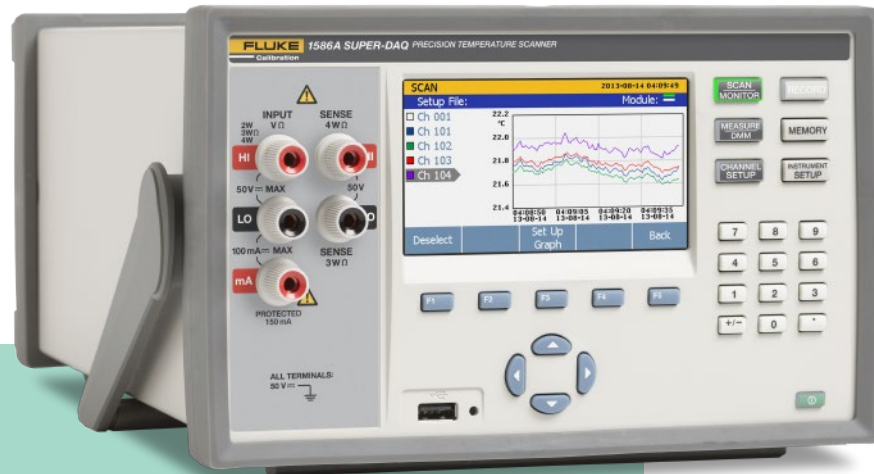 FLUKE 1586A SUPER-DAQ PRECISION TEMPERATURE SCANNER
Calibration
INPUT
V Ω
SENSE
4W Ω
2W
3WΩ
4W
HI
50V MAX
50V
LO
100 mA MAX
SENSE
3W Ω
mA
PROTECTED
150 mA
ALL TERMINALS:
50 V
SCAN 2013-08-14 04:09:49
Setup File: Module:
Ch 001
Ch 101
Ch 102
Ch 103
Ch 104
22.2
°C
22.0
21.8
21.6
21.4
04:08:50 04:09:05 04:09:20 04:09:35
13-08-14 13-08-14 13-08-14 13-08-14
Deselect
Set Up
Graph
Back
F1 F2 F3 F4 F5
SCAN
MONITOR
RECORD
MEASURE
DMM
MEMORY
CHANNEL
SETUP
INSTRUMENT
SETUP
7 8 9
4 5 6
1 2 3
+/− 0 .